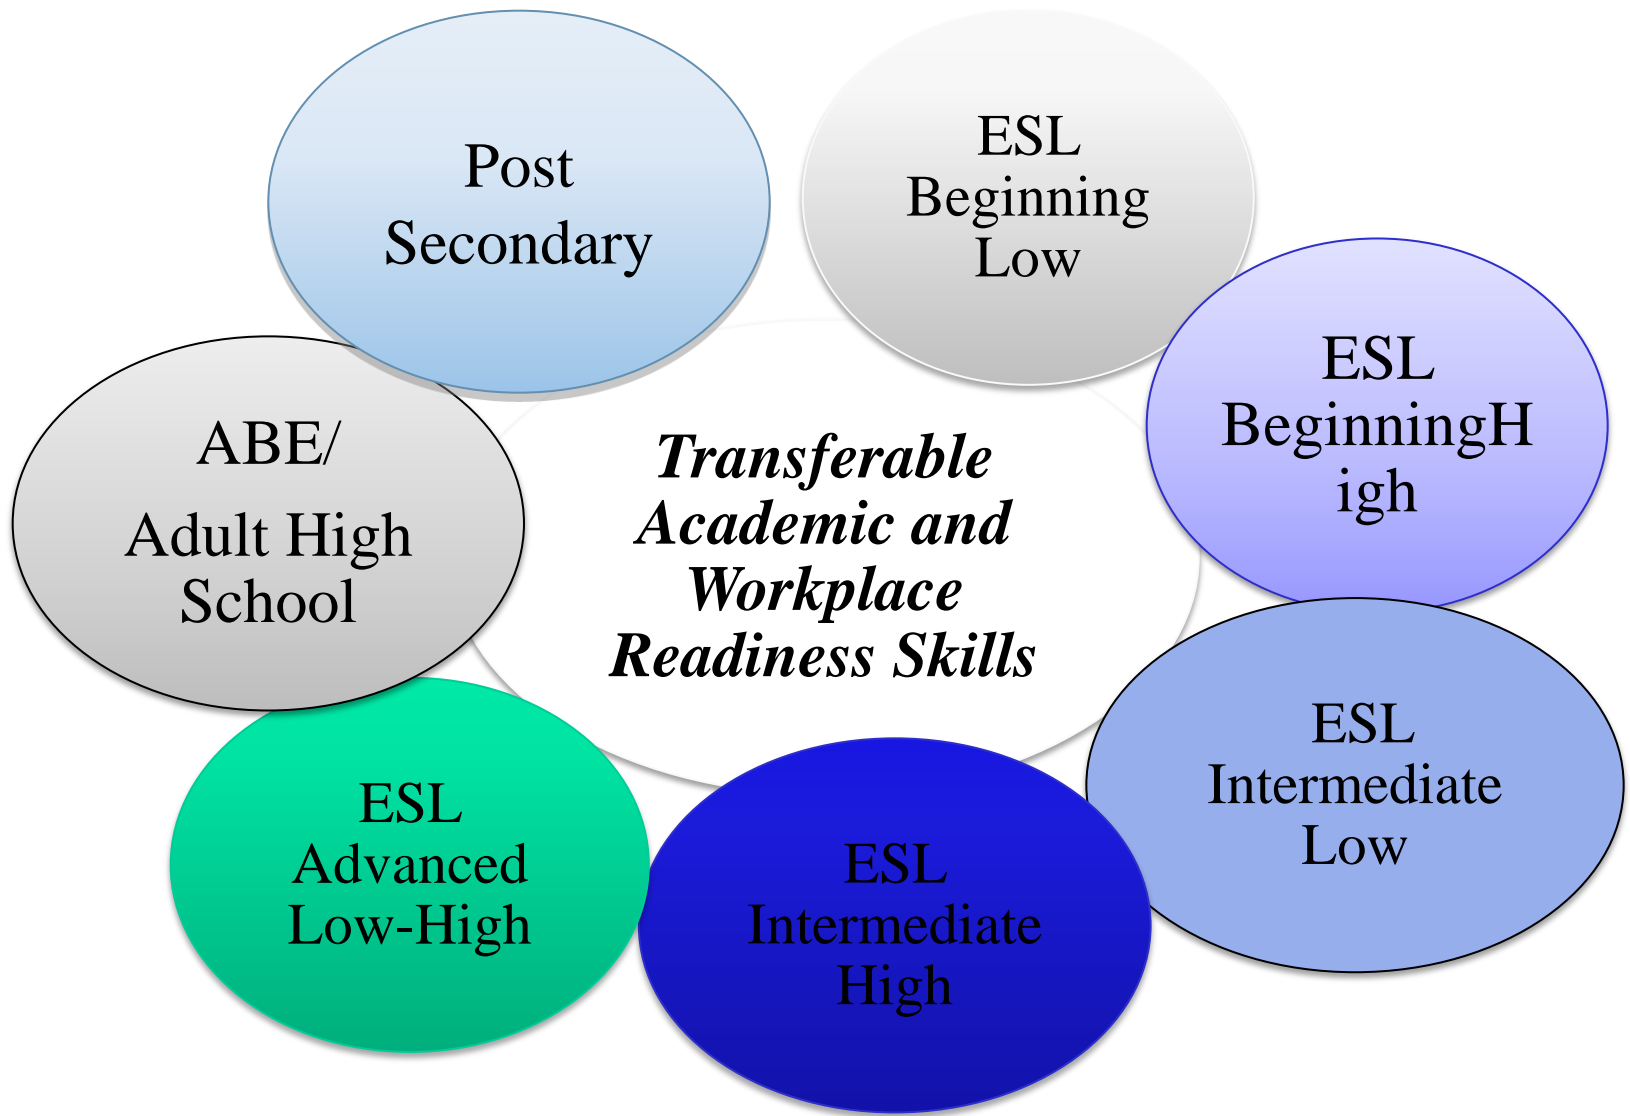 Post
Secondary
ESL
Beginning
Low
ESL
BeginningH
igh
ABE/
Adult High
School
Transferable
Academic and
Workplace
Readiness Skills
ESL
Intermediate
Low
ESL
Advanced
Low-High
ESL
Intermediate
High